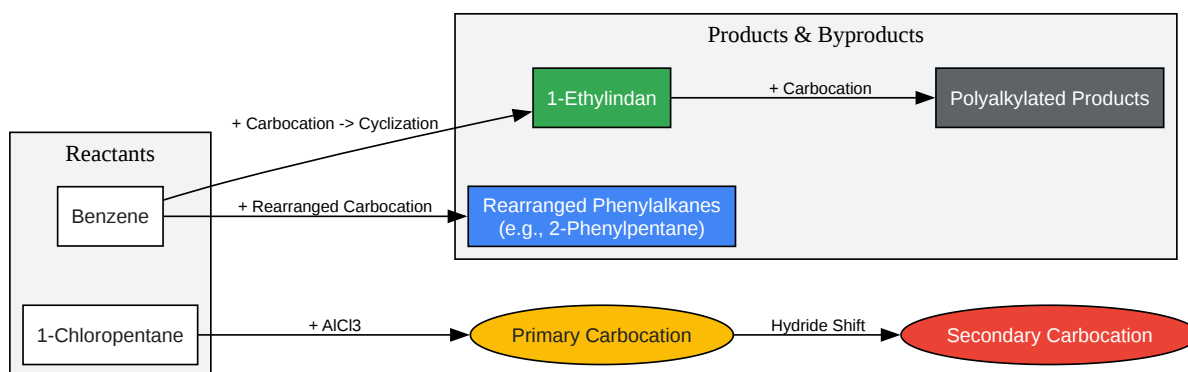 Products & Byproducts
1-Ethylindan
+ Carbocation
Polyalkylated Products
+ Carbocation -> Cyclization
Reactants
Benzene
+ Rearranged Carbocation
Rearranged Phenylalkanes
(e.g., 2-Phenylpentane)
1-Chloropentane
+ AlCl3
Primary Carbocation
Hydride Shift
Secondary Carbocation